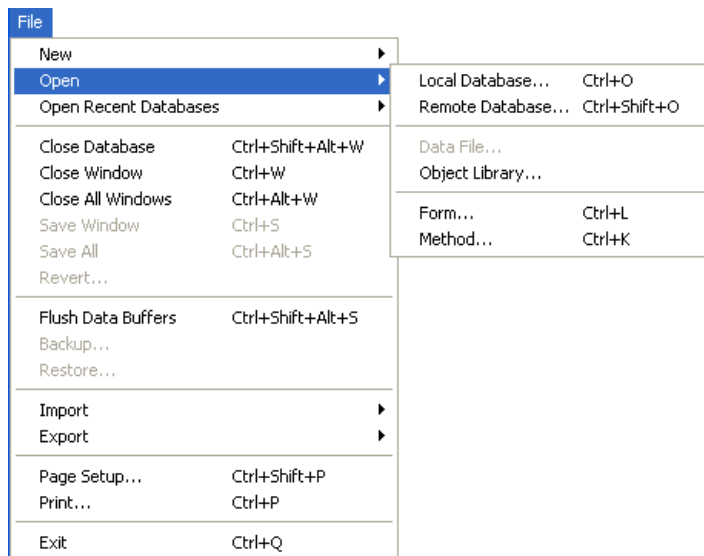 File
New
Open
Open Recent Databases
Close Database Ctrl+Shift+Alt+W
Close Window Ctrl+W
Close All Windows Ctrl+Alt+W
Save Window Ctrl+S
Save All Ctrl+Alt+S
Revert...
Flush Data Buffers Ctrl+Shift+Alt+S
Backup...
Restore...
Import
Export
Page Setup... Ctrl+Shift+P
Print... Ctrl+P
Exit Ctrl+Q
Local Database... Ctrl+O
Remote Database... Ctrl+Shift+O
Data File...
Object Library...
Form... Ctrl+L
Method... Ctrl+K